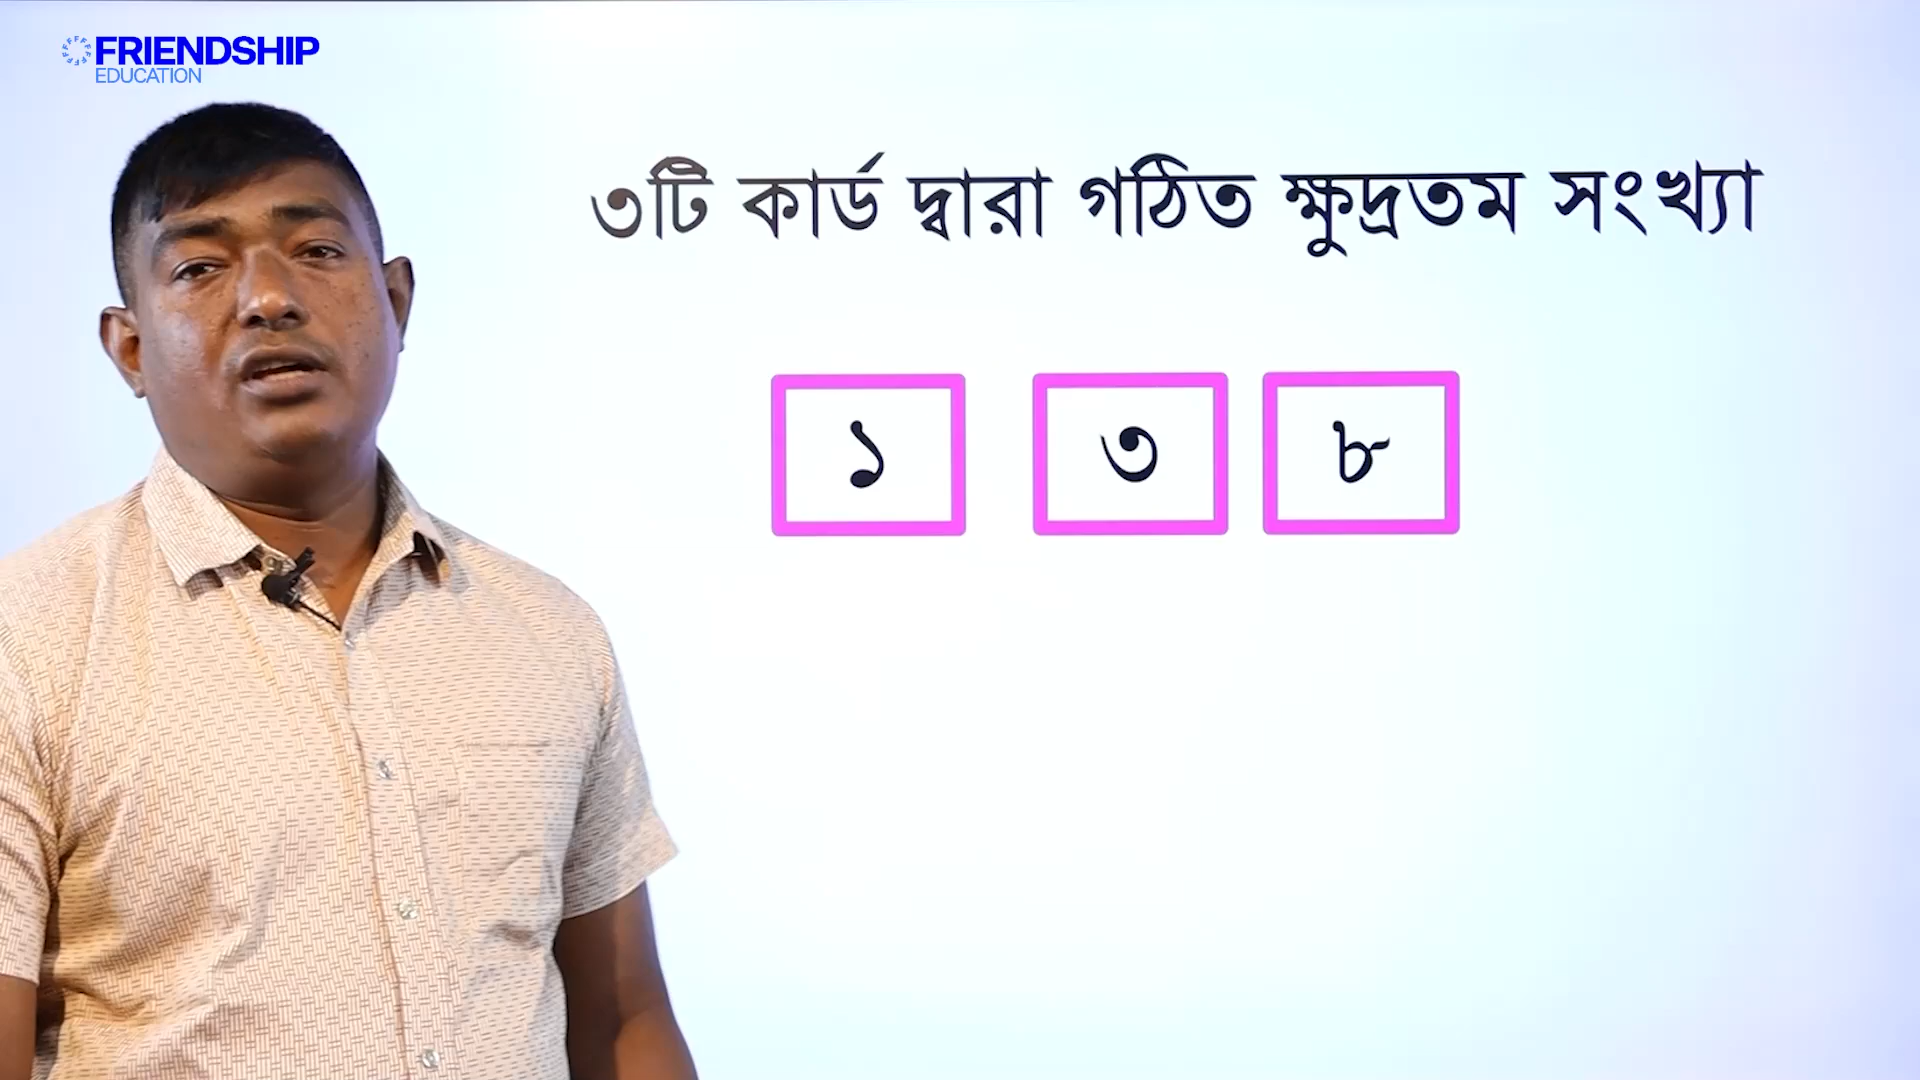 FRIENDSHIP
EDUCATION
৩টি কার্ড দ্বারা গঠিত ক্ষুদ্রতম সংখ্যা
১ ৩ ৮